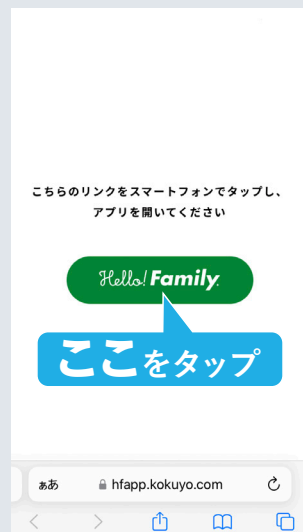 こちらのリンクをスマートフォンでタップし、
アプリを開いてください
Hello! Family.
ここをタップ
ぁあ hfapp.kokuyo.com